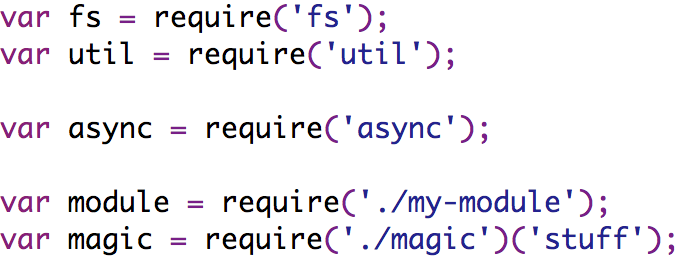 var fs = require('fs');
var util = require('util');
var async = require('async');
var module = require('./my-module');
var magic = require('./magic')('stuff');